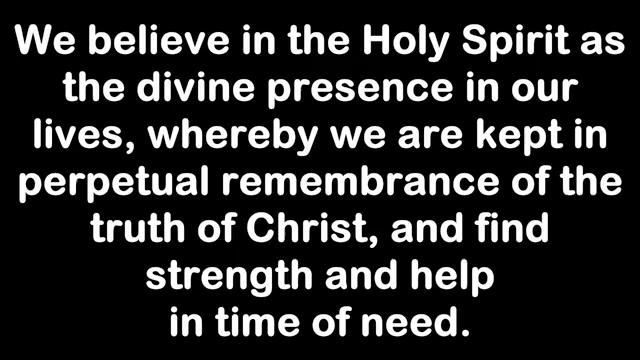 We believe in the Holy Spirit as
the divine presence in our
lives, whereby we are kept in
perpetual remembrance of the
truth of Christ, and find
strength and help
in time of need.